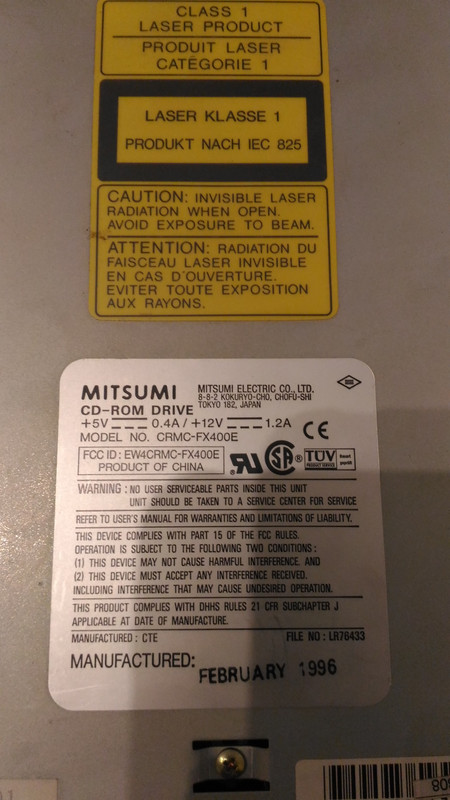 CLASS 1
LASER PRODUCT
PRODUIT LASER
CATÉGORIE 1
LASER KLASSE 1
PRODUKT NACH IEC 825
CAUTION: INVISIBLE LASER
RADIATION WHEN OPEN.
AVOID EXPOSURE TO BEAM.
ATTENTION: RADIATION DU
FAISCEAU LASER INVISIBLE
EN CAS D'OUVERTURE.
EVITER TOUTE EXPOSITION
AUX RAYONS.
MITSUMI
MITSUMI ELECTRIC CO., LTD.
8-8-2 KOKURYO-CHO, CHOFU-SHI
TOKYO 182, JAPAN
CD-ROM DRIVE
+5V 0.4A / +12V 1.2A
MODEL NO. CRMC-FX400E
CE
FCC ID: EW4CRMC-FX400E
PRODUCT OF CHINA
SA ®
TÜV
PRODUCT SERVICE
WARNING : NO USER SERVICEABLE PARTS INSIDE THIS UNIT
UNIT SHOULD BE TAKEN TO A SERVICE CENTER FOR SERVICE
REFER TO USER'S MANUAL FOR WARRANTIES AND LIMITATIONS OF LIABILITY.
THIS DEVICE COMPLIES WITH PART 15 OF THE FCC RULES.
OPERATION IS SUBJECT TO THE FOLLOWING TWO CONDITIONS :
(1) THIS DEVICE MAY NOT CAUSE HARMFUL INTERFERENCE. AND
(2) THIS DEVICE MUST ACCEPT ANY INTERFERENCE RECEIVED.
INCLUDING INTERFERENCE THAT MAY CAUSE UNDESIRED OPERATION.
THIS PRODUCT COMPLIES WITH DHHS RULES 21 CFR SUBCHAPTER J
APPLICABLE AT DATE OF MANUFACTURE.
MANUFACTURED : CTE
FILE NO : LR76433
MANUFACTURED: FEBRUARY 1996